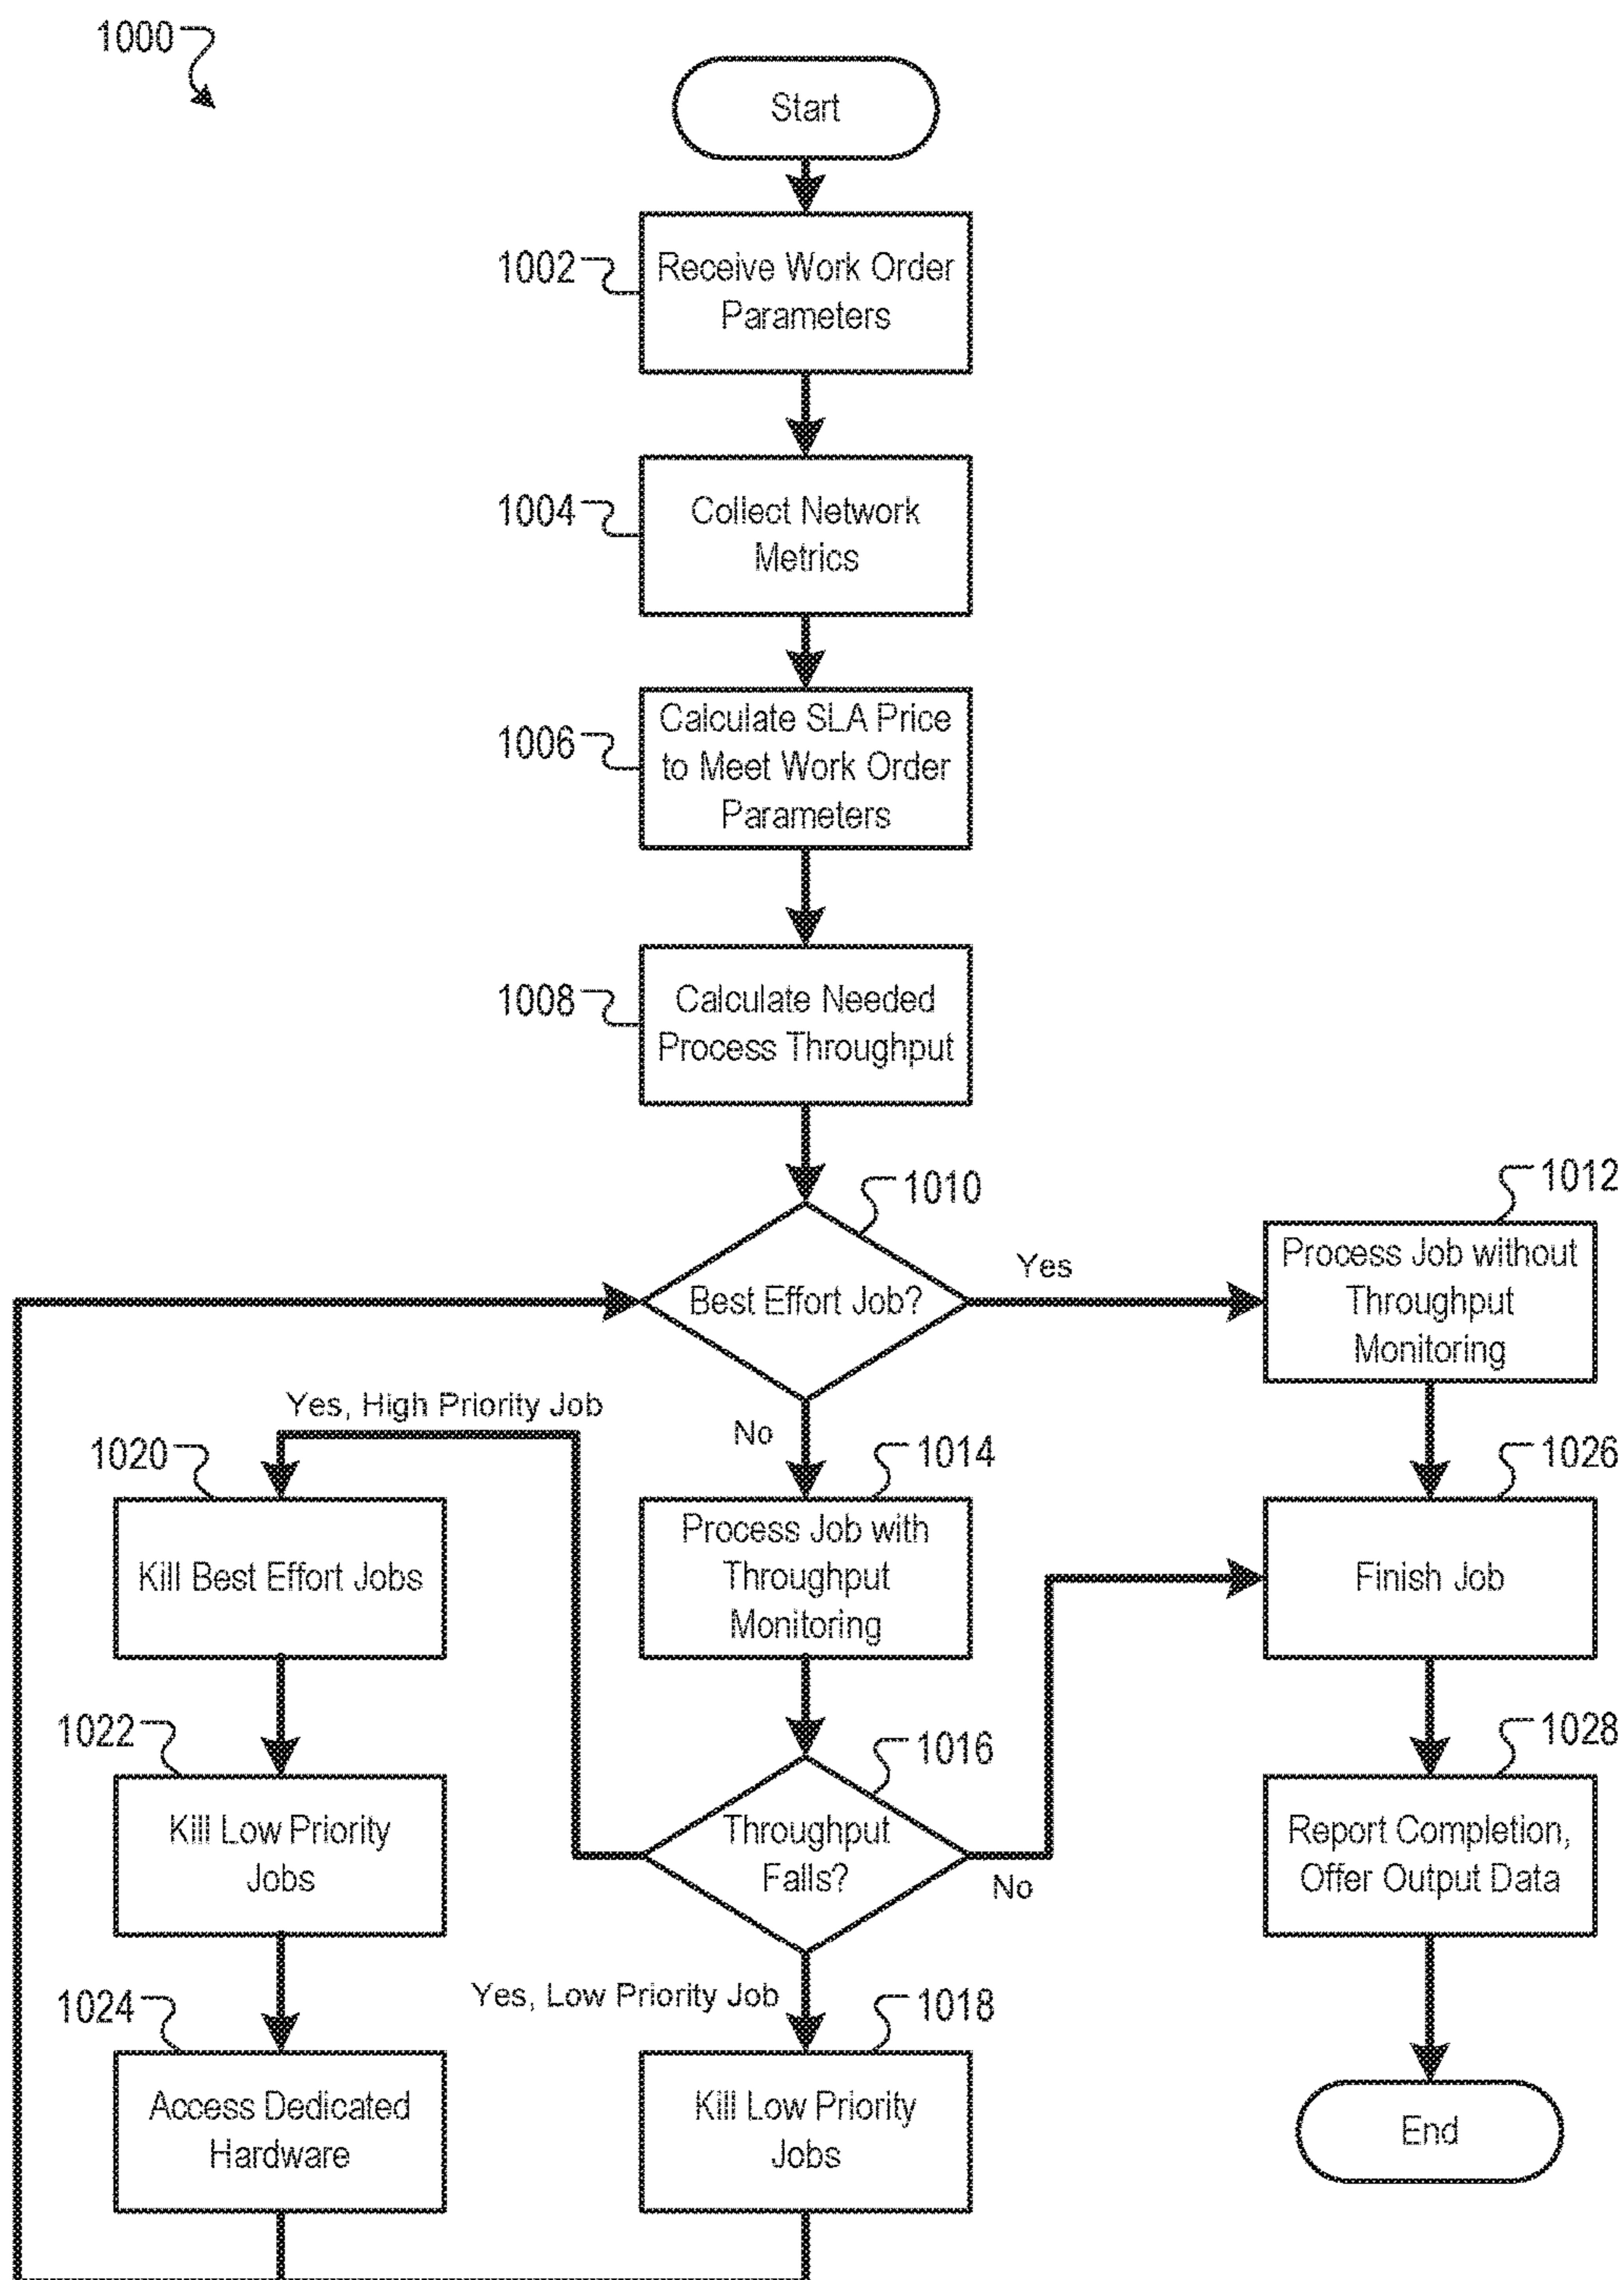 1000
Start
1002
Receive Work Order
Parameters
1004
Collect Network
Metrics
1006
Calculate SLA Price
to Meet Work Order
Parameters
1008
Calculate Needed
Process Throughput
1010
Best Effort Job?
Yes
1012
Process Job without
Throughput
Monitoring
No
Yes, High Priority Job
1020
Kill Best Effort Jobs
1014
Process Job with
Throughput
Monitoring
1026
Finish Job
1022
Kill Low Priority
Jobs
1016
Throughput
Falls?
No
1028
Report Completion,
Offer Output Data
1024
Access Dedicated
Hardware
Yes, Low Priority Job
1018
Kill Low Priority
Jobs
End